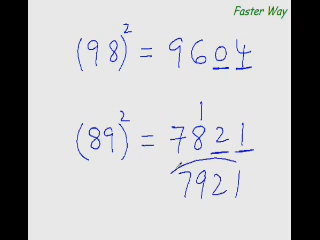 Faster Way
(98)² = 9604
1
(89)² = 7821
7921